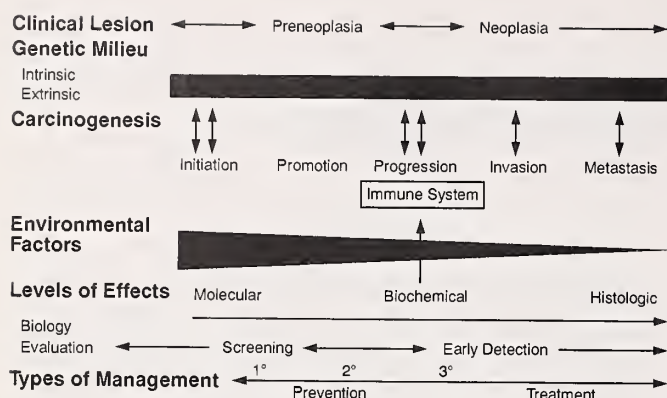 Clinical Lesion Preneoplasia Neoplasia
Genetic Milieu
Intrinsic
Extrinsic
Carcinogenesis
Initiation Promotion Progression Invasion Metastasis
Immune System
Environmental
Factors
Levels of Effects Molecular Biochemical Histologic
Biology
Evaluation Screening Early Detection
Types of Management 1° 2° 3°
Prevention Treatment